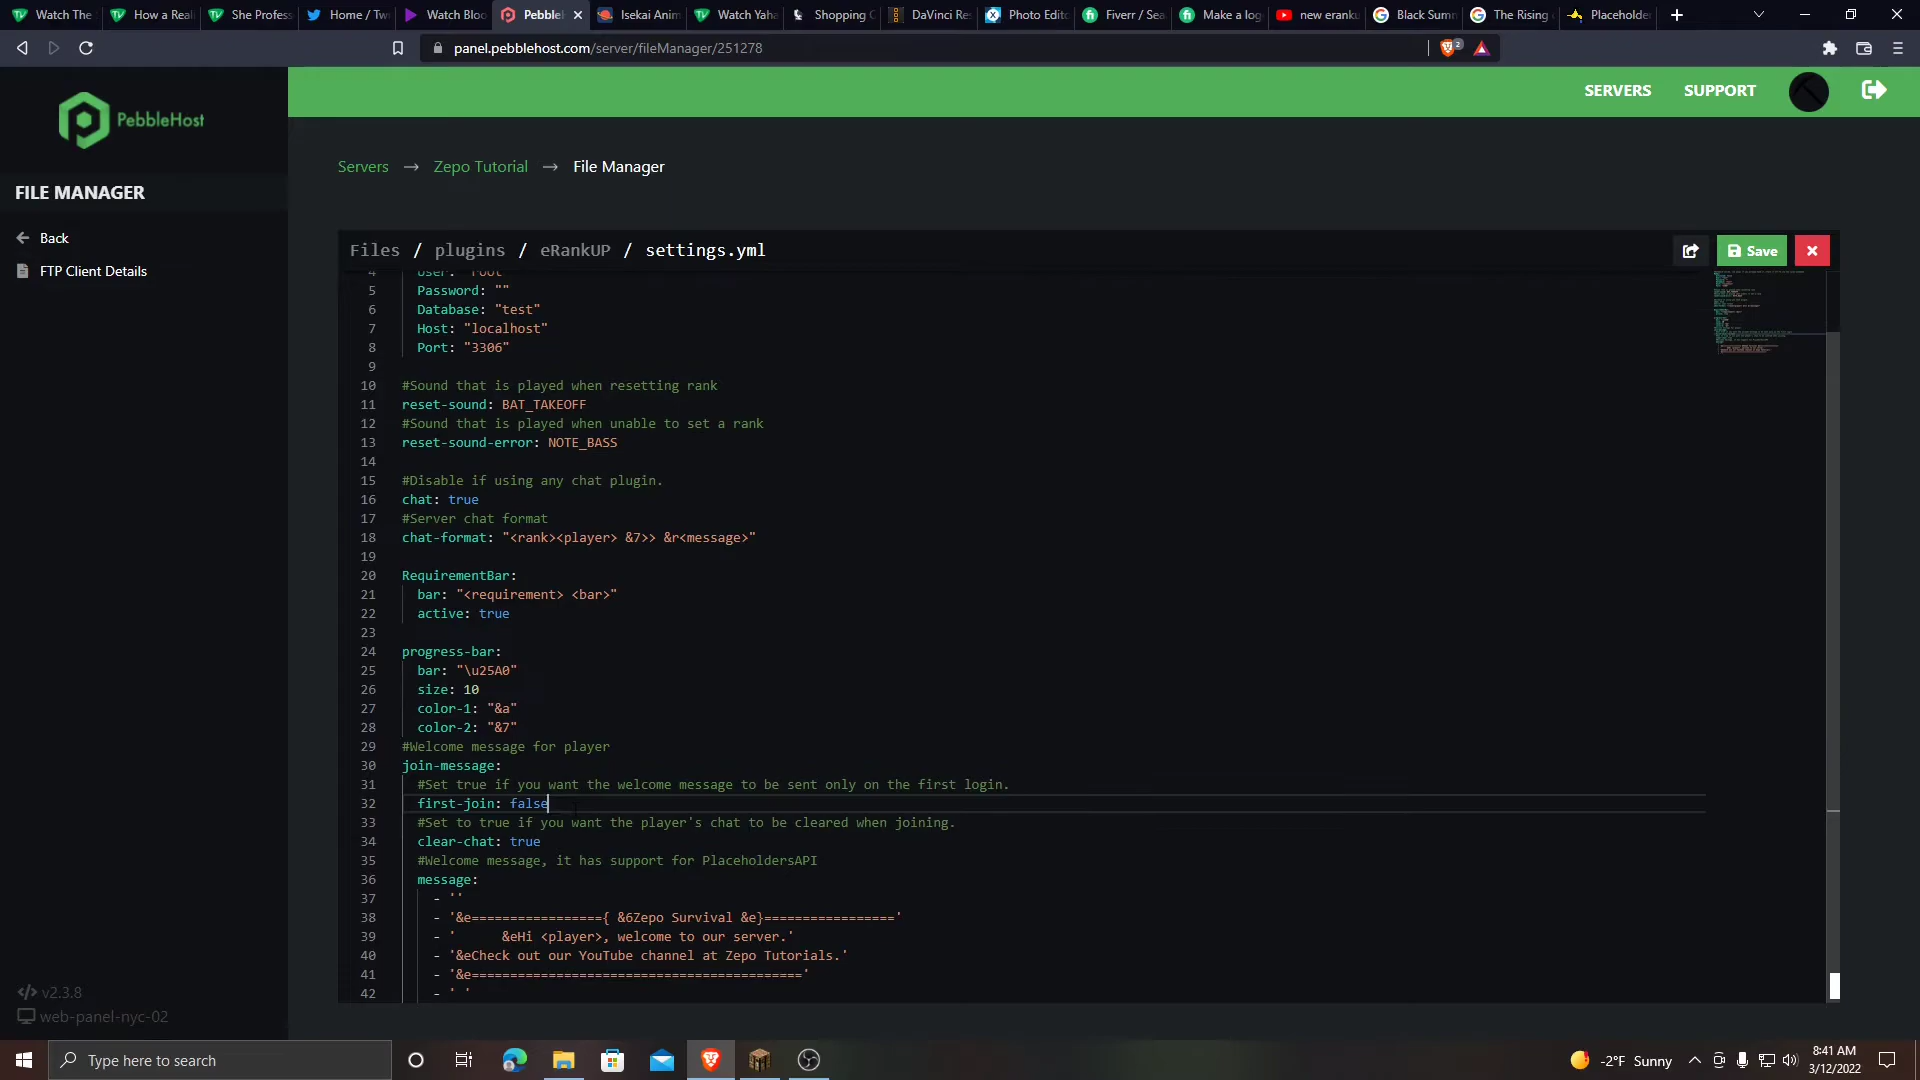 Watch The
How a Real
She Profess
Home / Tw
Watch Bloo
Pebble
Isekai Anim
Watch Yaha
Shopping C
DaVinci Re
Photo Edito
Fiverr / Sea
Make a log
new eranku
Black Summ
The Rising
Placeholder
panel.pebblehost.com/server/fileManager/251278
2
PebbleHost
SERVERS
SUPPORT
Servers → Zepo Tutorial → File Manager
FILE MANAGER
Back
FTP Client Details
Files / plugins / eRankUP / settings.yml
Save
4 User: "root"
5 Password: ""
6 Database: "test"
7 Host: "localhost"
8 Port: "3306"
9
10 #Sound that is played when resetting rank
11 reset-sound: BAT_TAKEOFF
12 #Sound that is played when unable to set a rank
13 reset-sound-error: NOTE_BASS
14
15 #Disable if using any chat plugin.
16 chat: true
17 #Server chat format
18 chat-format: "<rank><player> &7>> &r<message>"
19
20 RequirementBar:
21 bar: "<requirement> <bar>"
22 active: true
23
24 progress-bar:
25 bar: "\u25A0"
26 size: 10
27 color-1: "&a"
28 color-2: "&7"
29 #Welcome message for player
30 join-message:
31 #Set true if you want the welcome message to be sent only on the first login.
32 first-join: false
33 #Set to true if you want the player's chat to be cleared when joining.
34 clear-chat: true
35 #Welcome message, it has support for PlaceholdersAPI
36 message:
37 - ''
38 - '&e================={ &6Zepo Survival &e}================='
39 - '      &eHi <player>, welcome to our server.'
40 - '&eCheck out our YouTube channel at Zepo Tutorials.'
41 - '&e==========================================='
42 - ' '
</> v2.3.8
web-panel-nyc-02
Type here to search
-2°F Sunny
8:41 AM
3/12/2022